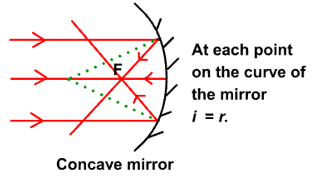 F
At each point
on the curve of
the mirror
i = r.
Concave mirror